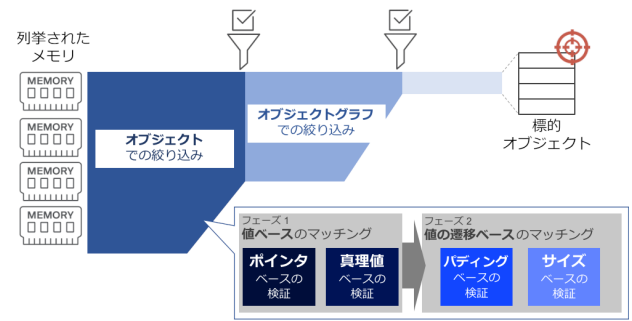 列挙された
メモリ
MEMORY
MEMORY
MEMORY
MEMORY
オブジェクト
での絞り込み
オブジェクトグラフ
での絞り込み
標的
オブジェクト
フェーズ 1
値ベースのマッチング
ポインタ
ベースの
検証
真理値
ベースの
検証
フェーズ 2
値の遷移ベースのマッチング
パディング
ベースの
検証
サイズ
ベースの
検証